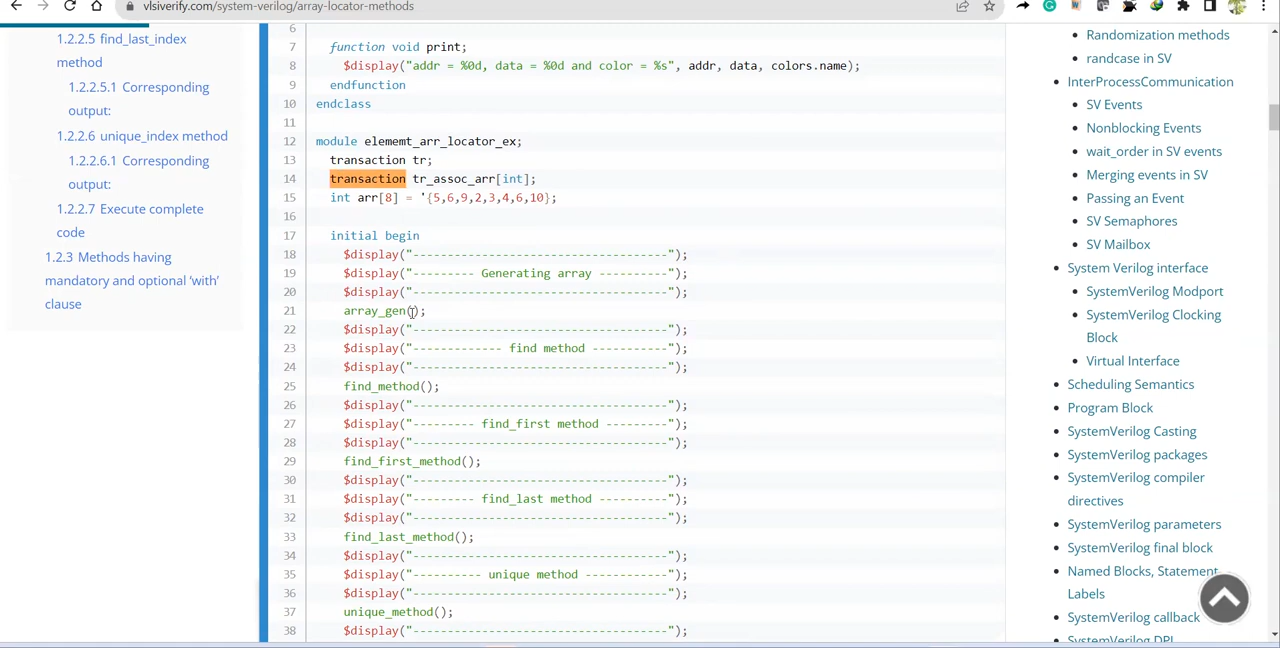 vlsiverify.com/system-verilog/array-locator-methods
1.2.2.5 find_last_index
method
1.2.2.5.1 Corresponding
output:
1.2.2.6 unique_index method
1.2.2.6.1 Corresponding
output:
1.2.2.7 Execute complete
code
1.2.3 Methods having
mandatory and optional ‘with’
clause
6
7 function void print;
8 $display("addr = %0d, data = %0d and color = %s", addr, data, colors.name);
9 endfunction
10 endclass
11
12 module elememt_arr_locator_ex;
13 transaction tr;
14 transaction tr_assoc_arr[int];
15 int arr[8] = '{5,6,9,2,3,4,6,10};
16
17 initial begin
18 $display("-------------------------------------");
19 $display("--------- Generating array ----------");
20 $display("-------------------------------------");
21 array_gen();
22 $display("-------------------------------------");
23 $display("------------- find method -----------");
24 $display("-------------------------------------");
25 find_method();
26 $display("-------------------------------------");
27 $display("--------- find_first method ---------");
28 $display("-------------------------------------");
29 find_first_method();
30 $display("-------------------------------------");
31 $display("--------- find_last method ----------");
32 $display("-------------------------------------");
33 find_last_method();
34 $display("-------------------------------------");
35 $display("---------- unique method ------------");
36 $display("-------------------------------------");
37 unique_method();
38 $display("-------------------------------------");
Randomization methods
randcase in SV
InterProcessCommunication
SV Events
Nonblocking Events
wait_order in SV events
Merging events in SV
Passing an Event
SV Semaphores
SV Mailbox
System Verilog interface
SystemVerilog Modport
SystemVerilog Clocking
Block
Virtual Interface
Scheduling Semantics
Program Block
SystemVerilog Casting
SystemVerilog packages
SystemVerilog compiler
directives
SystemVerilog parameters
SystemVerilog final block
Named Blocks, Statement
Labels
SystemVerilog callback
SystemVerilog DPI